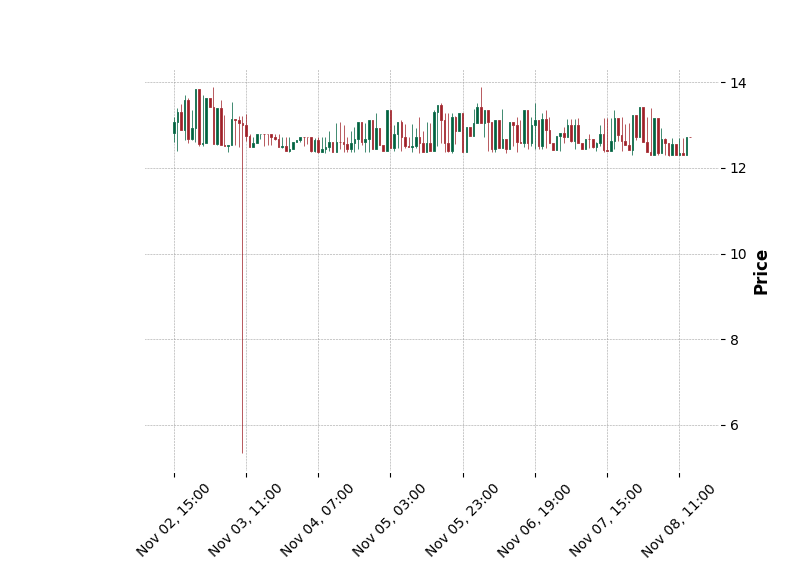 14
12
10
8
6
Price
Nov 02, 15:00
Nov 03, 11:00
Nov 04, 07:00
Nov 05, 03:00
Nov 05, 23:00
Nov 06, 19:00
Nov 07, 15:00
Nov 08, 11:00